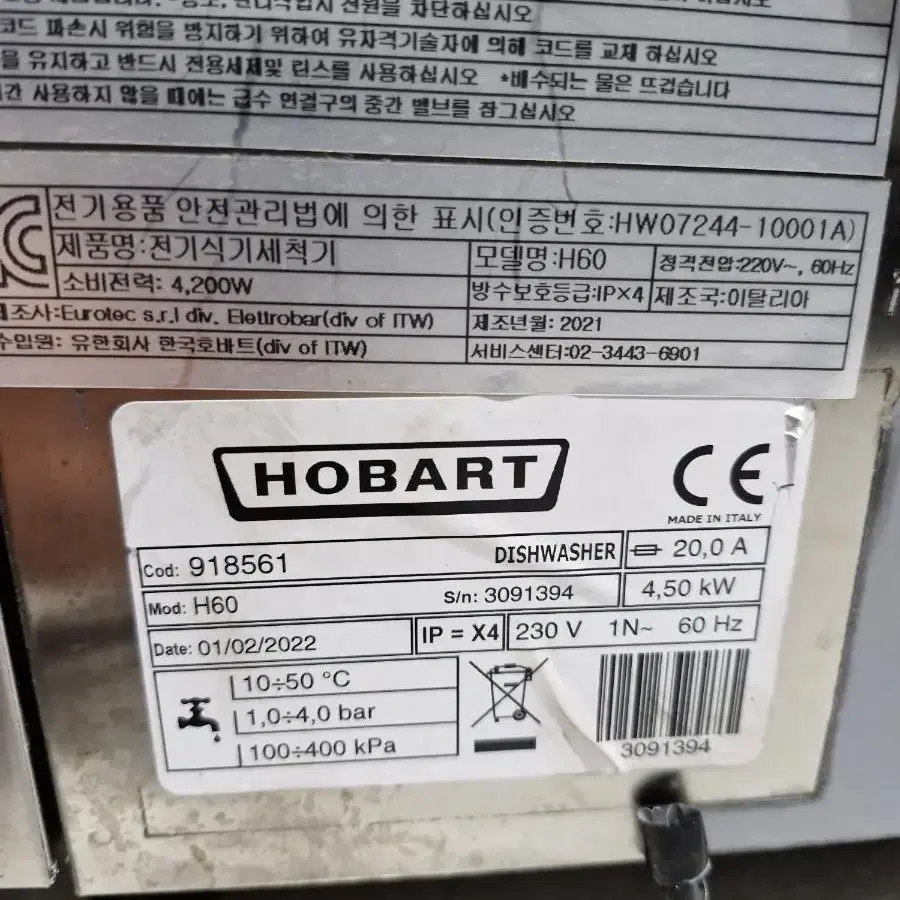 전원을 차단하십시오
코드 파손시 위험을 방지하기 위하여 유자격기술자에 의해 코드를 교체 하십시오
을 유지하고 반드시 전용세제및 린스를 사용하십시오 *배수되는 물은 뜨겁습니다
간 사용하지 않을 때에는 급수 연결구의 중간 밸브를 잠그십시오
전기용품 안전관리법에 의한 표시(인증번호:HW07244-10001A)
제품명:전기식기세척기 모델명:H60 정격전압:220V~, 60Hz
소비전력: 4,200W 방수보호등급:IP×4 제조국:이탈리아
제조사:Eurotec s.r.l div. Elettrobar(div of ITW) 제조년월: 2021
수입원: 유한회사 한국호바트(div of ITW) 서비스센터:02-3443-6901
HOBART CE
MADE IN ITALY
Cod: 918561 DISHWASHER 20,0 A
Mod: H60 S/n: 3091394 4,50 kW
Date: 01/02/2022 IP = X4 230 V 1N~ 60 Hz
10÷50 °C
1,0÷4,0 bar
100÷400 kPa
3091394